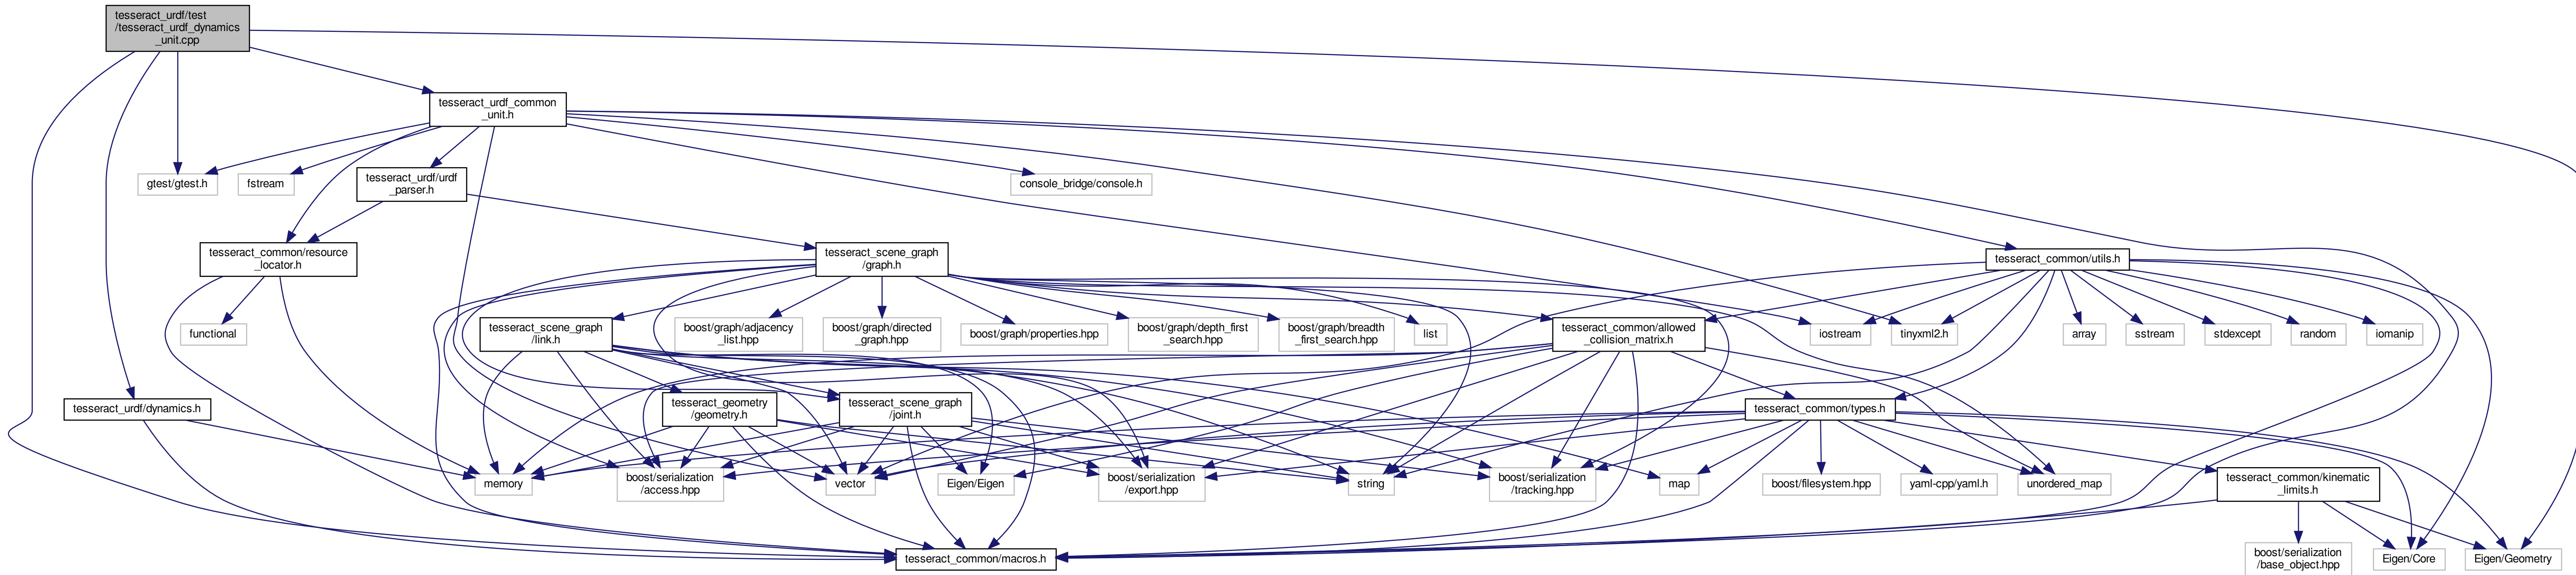 tesseract_urdf/test
/tesseract_urdf_dynamics
_unit.cpp
tesseract_urdf_common
_unit.h
gtest/gtest.h
fstream
tesseract_urdf/urdf
_parser.h
console_bridge/console.h
tesseract_common/resource
_locator.h
tesseract_scene_graph
/graph.h
tesseract_common/utils.h
functional
tesseract_scene_graph
/link.h
boost/graph/adjacency
_list.hpp
boost/graph/directed
_graph.hpp
boost/graph/properties.hpp
boost/graph/depth_first
_search.hpp
boost/graph/breadth
_first_search.hpp
list
tesseract_common/allowed
_collision_matrix.h
iostream
tinyxml2.h
array
sstream
stdexcept
random
iomanip
tesseract_urdf/dynamics.h
tesseract_geometry
/geometry.h
tesseract_scene_graph
/joint.h
tesseract_common/types.h
memory
boost/serialization
/access.hpp
vector
Eigen/Eigen
boost/serialization
/export.hpp
string
boost/serialization
/tracking.hpp
map
boost/filesystem.hpp
yaml-cpp/yaml.h
unordered_map
tesseract_common/kinematic
_limits.h
tesseract_common/macros.h
boost/serialization
/base_object.hpp
Eigen/Core
Eigen/Geometry